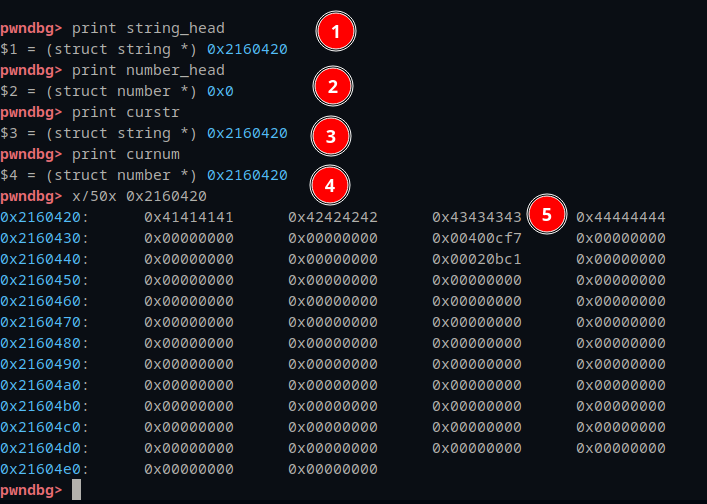 pwndbg> print string_head 1
$1 = (struct string *) 0x2160420
pwndbg> print number_head
$2 = (struct number *) 0x0 2
pwndbg> print curstr
$3 = (struct string *) 0x2160420 3
pwndbg> print curnum
$4 = (struct number *) 0x2160420 4
pwndbg> x/50x 0x2160420
0x2160420: 0x41414141 0x42424242 0x43434343 5 0x44444444
0x2160430: 0x00000000 0x00000000 0x00400cf7 0x00000000
0x2160440: 0x00000000 0x00000000 0x00020bc1 0x00000000
0x2160450: 0x00000000 0x00000000 0x00000000 0x00000000
0x2160460: 0x00000000 0x00000000 0x00000000 0x00000000
0x2160470: 0x00000000 0x00000000 0x00000000 0x00000000
0x2160480: 0x00000000 0x00000000 0x00000000 0x00000000
0x2160490: 0x00000000 0x00000000 0x00000000 0x00000000
0x21604a0: 0x00000000 0x00000000 0x00000000 0x00000000
0x21604b0: 0x00000000 0x00000000 0x00000000 0x00000000
0x21604c0: 0x00000000 0x00000000 0x00000000 0x00000000
0x21604d0: 0x00000000 0x00000000 0x00000000 0x00000000
0x21604e0: 0x00000000 0x00000000
pwndbg>